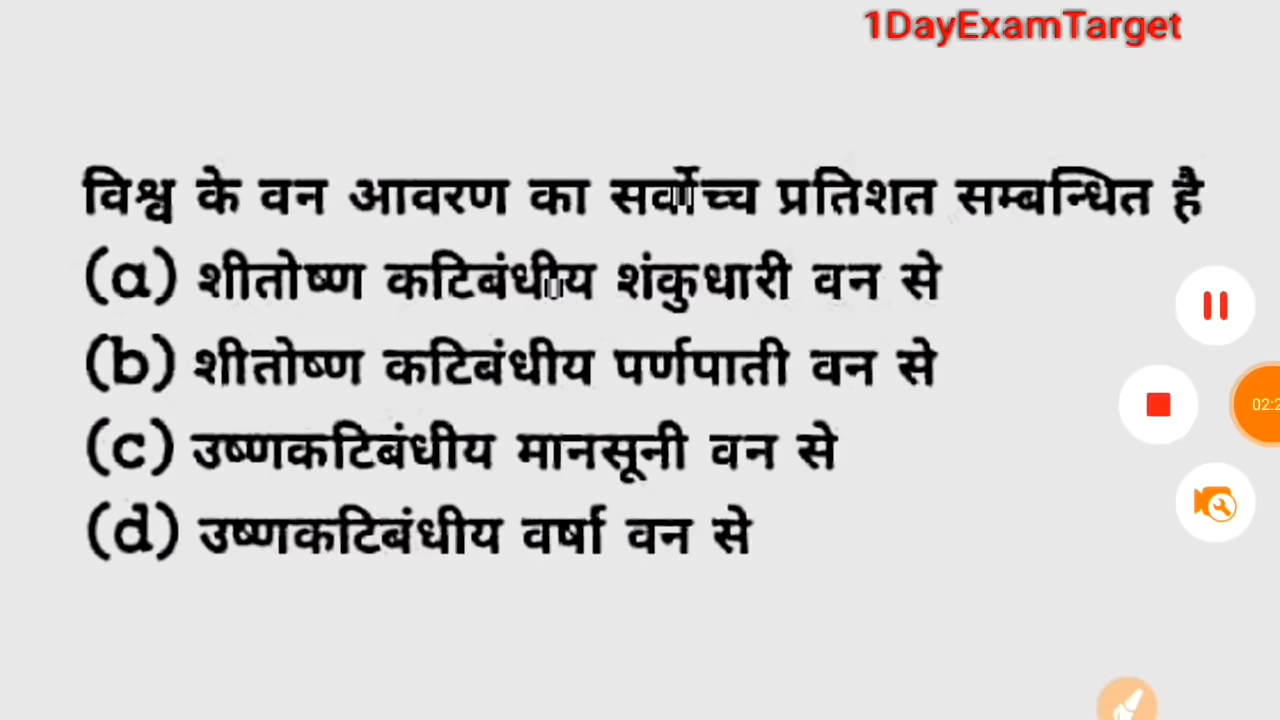 1DayExamTarget
विश्व के वन आवरण का सर्वोच्च प्रतिशत सम्बन्धित है
(a) शीतोष्ण कटिबंधीय शंकुधारी वन से
(b) शीतोष्ण कटिबंधीय पर्णपाती वन से
(c) उष्णकटिबंधीय मानसूनी वन से
(d) उष्णकटिबंधीय वर्षा वन से